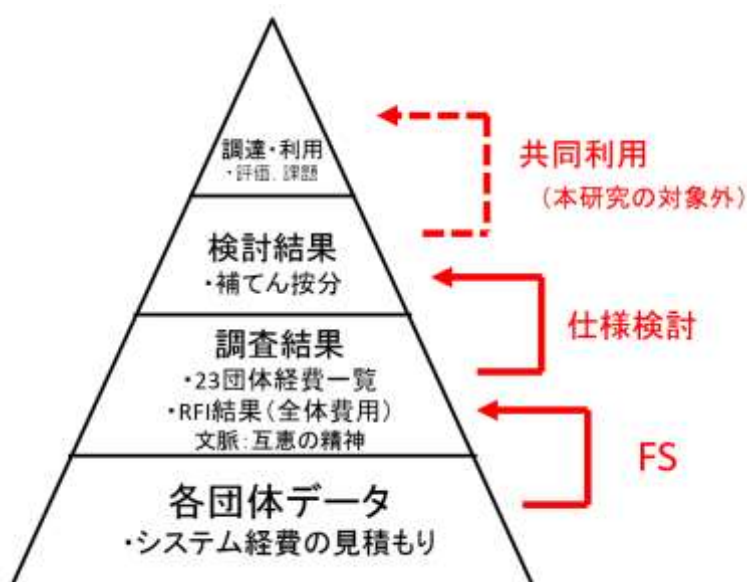 調達・利用
・評価、課題
検討結果
・補てん按分
調査結果
・23団体経費一覧
・RFI結果（全体費用）
文脈：互恵の精神
各団体データ
・システム経費の見積もり
共同利用
（本研究の対象外）
仕様検討
FS